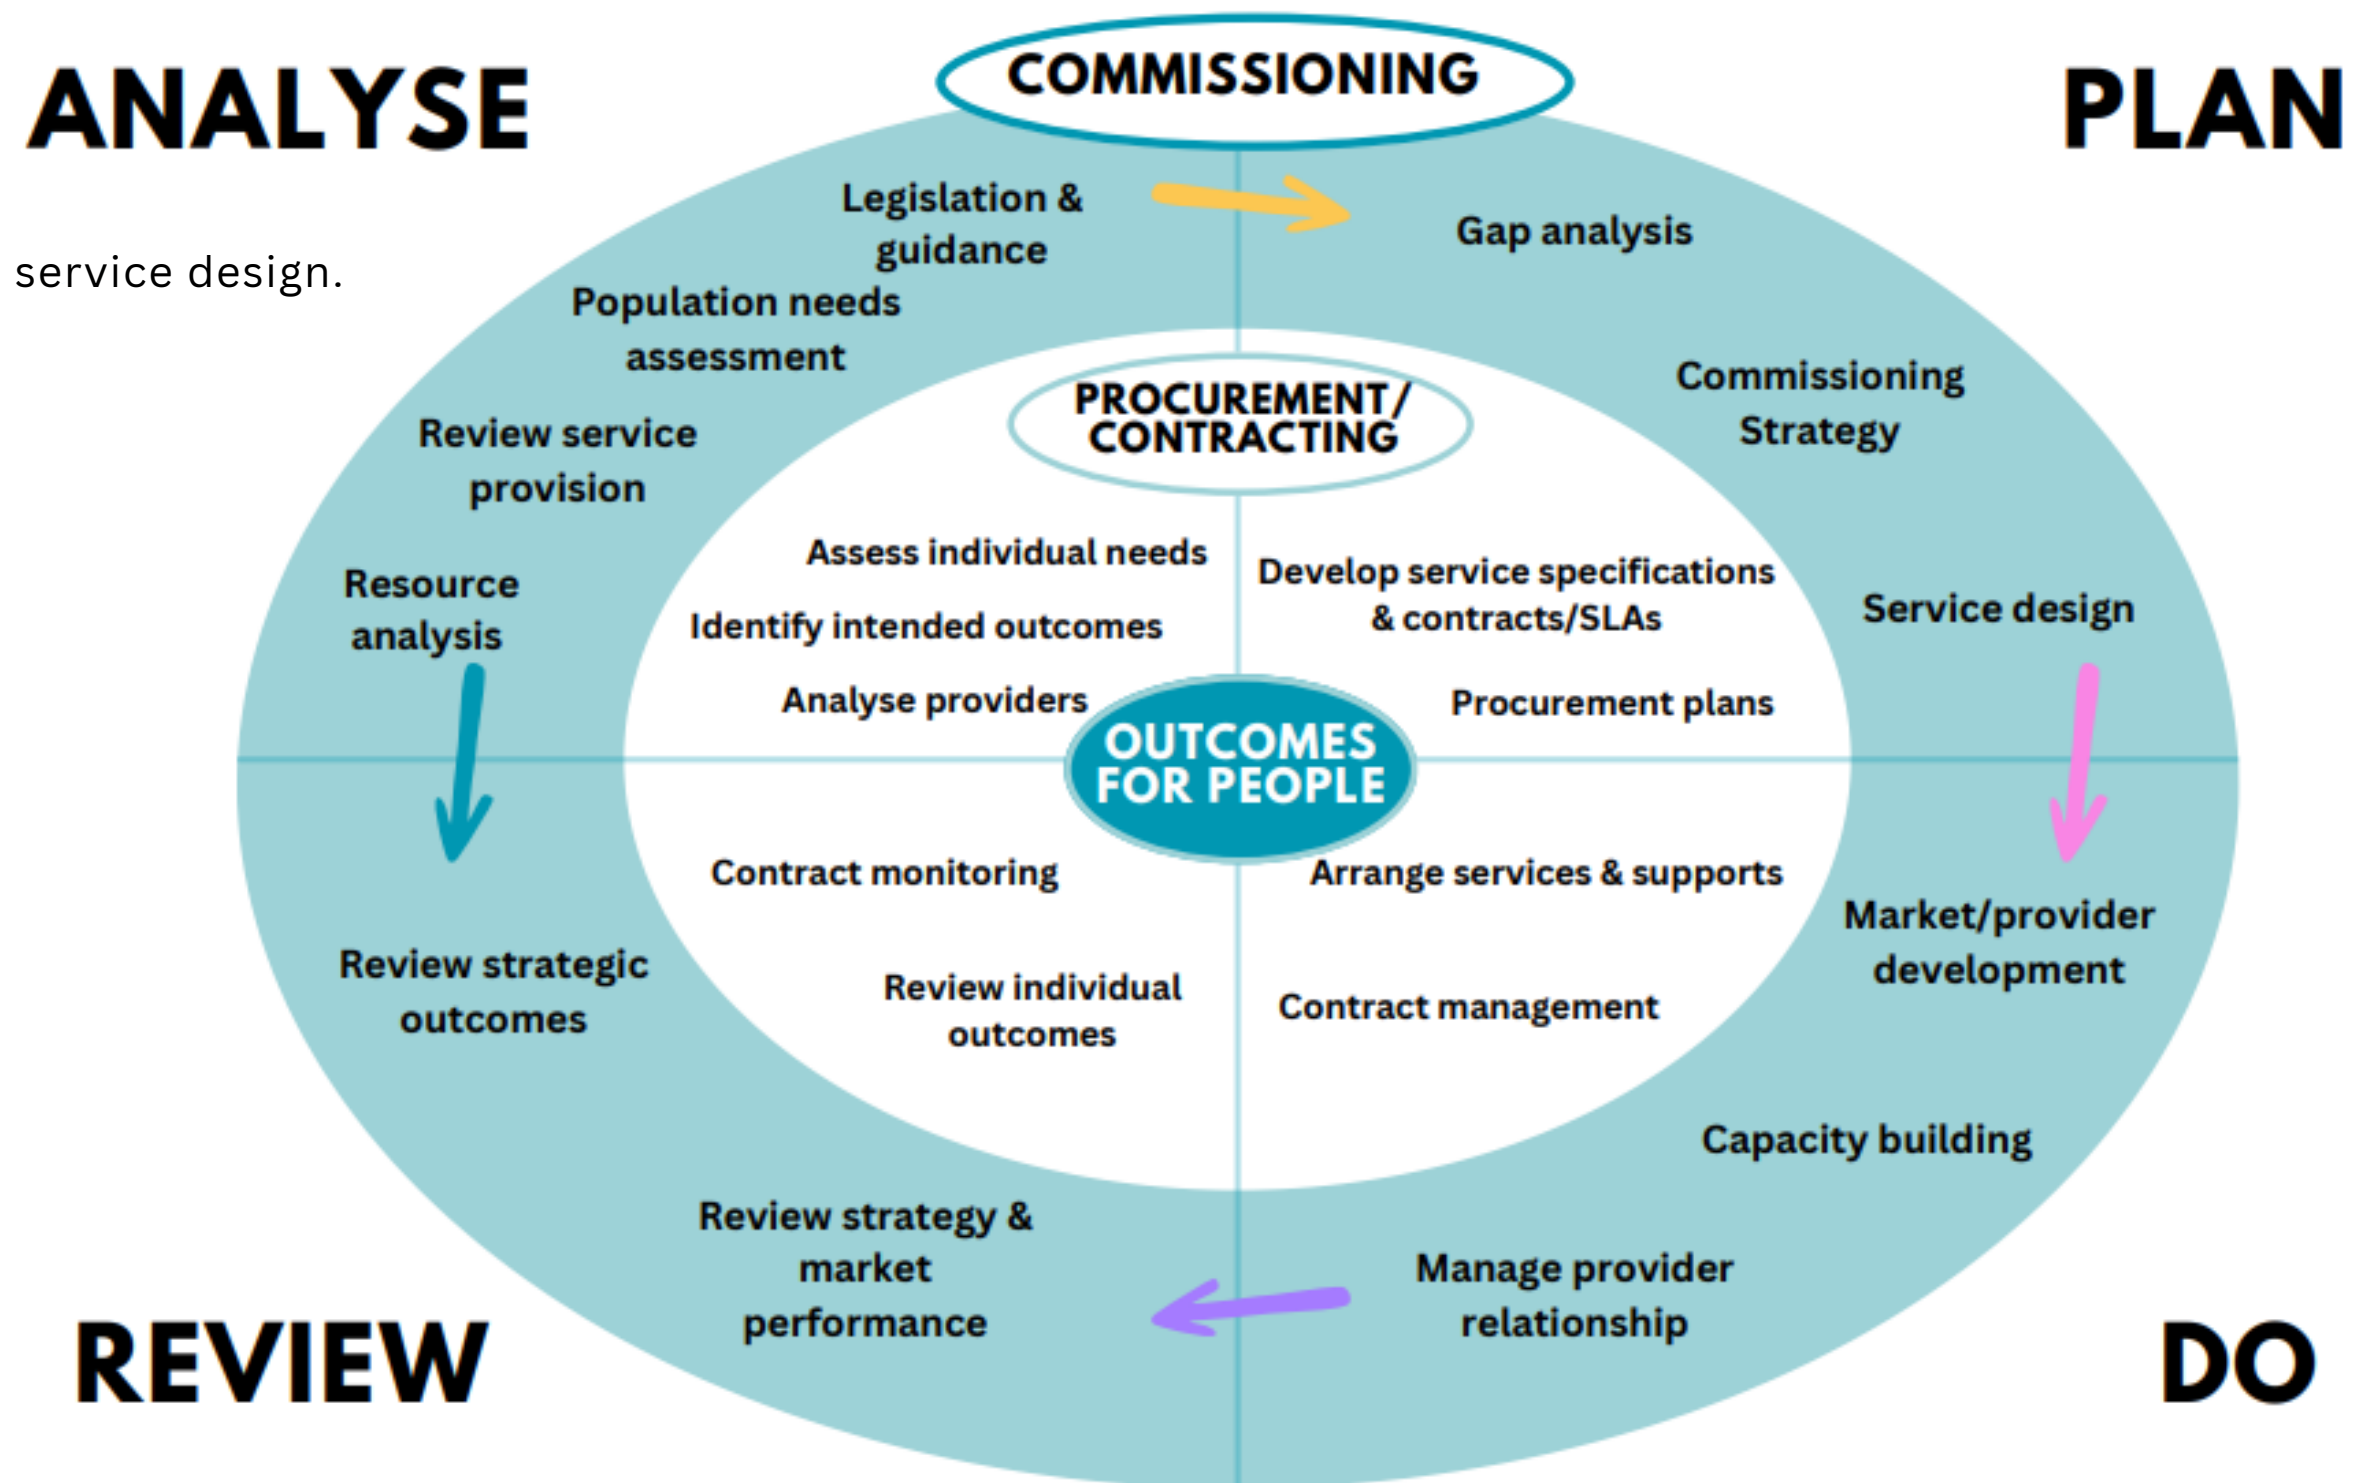 COMMISSIONING
ANALYSE
PLAN
service design.
Legislation &
guidance
Population needs
assessment
Review service
provision
Resource
analysis
Gap analysis
Commissioning
Strategy
Service design
PROCUREMENT/
CONTRACTING
Assess individual needs
Identify intended outcomes
Analyse providers
Develop service specifications
& contracts/SLAs
Procurement plans
OUTCOMES
FOR PEOPLE
Contract monitoring
Review individual
outcomes
Arrange services & supports
Contract management
Market/provider
development
Capacity building
Manage provider
relationship
Review strategic
outcomes
Review strategy &
market
performance
REVIEW
DO